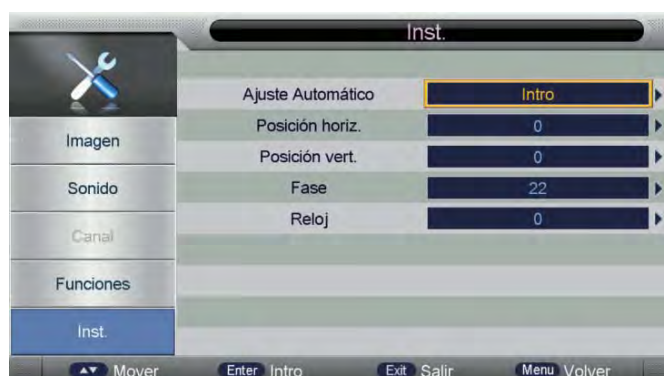 Inst.
Ajuste Automático Intro
Posición horiz. 0
Posición vert. 0
Fase 22
Reloj 0
Imagen
Sonido
Canal
Funciones
Inst.
Mover Enter Intro Exit Salir Menu Volver